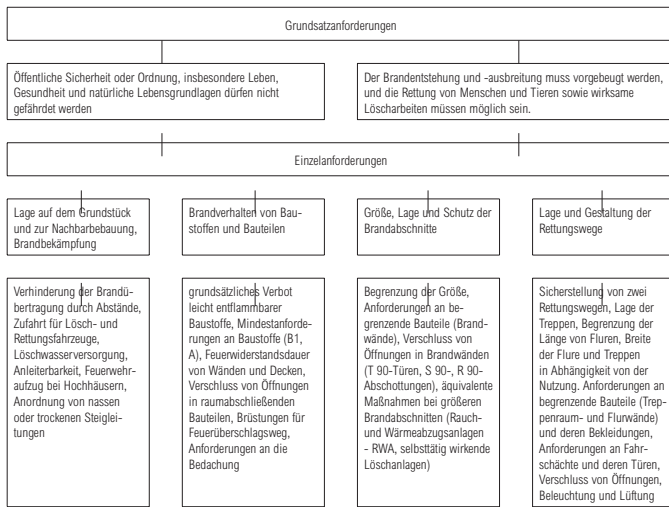 Grundsatzanforderungen
Öffentliche Sicherheit oder Ordnung, insbesondere Leben,
Gesundheit und natürliche Lebensgrundlagen dürfen nicht
gefährdet werden
Der Brandentstehung und -ausbreitung muss vorgebeugt werden,
und die Rettung von Menschen und Tieren sowie wirksame
Löscharbeiten müssen möglich sein.
Einzelanforderungen
Lage auf dem Grundstück
und zur Nachbarbebauung,
Brandbekämpfung
Brandverhalten von Bau-
stoffen und Bauteilen
Größe, Lage und Schutz der
Brandabschnitte
Lage und Gestaltung der
Rettungswege
Verhinderung der Brandü-
bertragung durch Abstände,
Zufahrt für Lösch- und
Rettungsfahrzeuge,
Löschwasserversorgung,
Anleiterbarkeit, Feuerwehr-
aufzug bei Hochhäusern,
Anordnung von nassen
oder trockenen Steiglei-
tungen
grundsätzliches Verbot
leicht entflammbarer
Baustoffe, Mindestanforde-
rungen an Baustoffe (B1,
A), Feuerwiderstandsdauer
von Wänden und Decken,
Verschluss von Öffnungen
in raumabschließenden
Bauteilen, Brüstungen für
Feuerüberschlagsweg,
Anforderungen an die
Bedachung
Begrenzung der Größe,
Anforderungen an be-
grenzende Bauteile (Brand-
wände), Verschluss von
Öffnungen in Brandwänden
(T 90-Türen, S 90-, R 90-
Abschottungen), äquivalente
Maßnahmen bei größeren
Brandabschnitten (Rauch-
und Wärmeabzugsanlagen
- RWA, selbsttätig wirkende
Löschanlagen)
Sicherstellung von zwei
Rettungswegen, Lage der
Treppen, Begrenzung der
Länge von Fluren, Breite
der Flure und Treppen
in Abhängigkeit von der
Nutzung. Anforderungen an
begrenzende Bauteile (Trep-
penraum- und Flurwände)
und deren Bekleidungen,
Anforderungen an Fahr-
schächte und deren Türen,
Verschluss von Öffnungen,
Beleuchtung und Lüftung